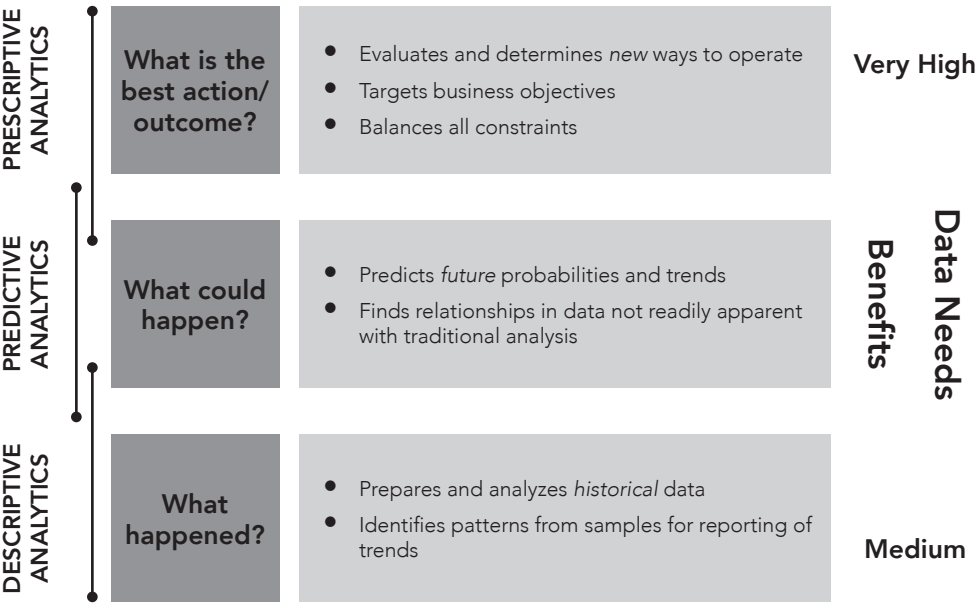 PRESCRIPTIVE
ANALYTICS
What is the
best action/
outcome?
• Evaluates and determines new ways to operate
• Targets business objectives
• Balances all constraints
Very High
PREDICTIVE
ANALYTICS
What could
happen?
• Predicts future probabilities and trends
• Finds relationships in data not readily apparent
with traditional analysis
Benefits
Data Needs
DESCRIPTIVE
ANALYTICS
What
happened?
• Prepares and analyzes historical data
• Identifies patterns from samples for reporting of
trends
Medium